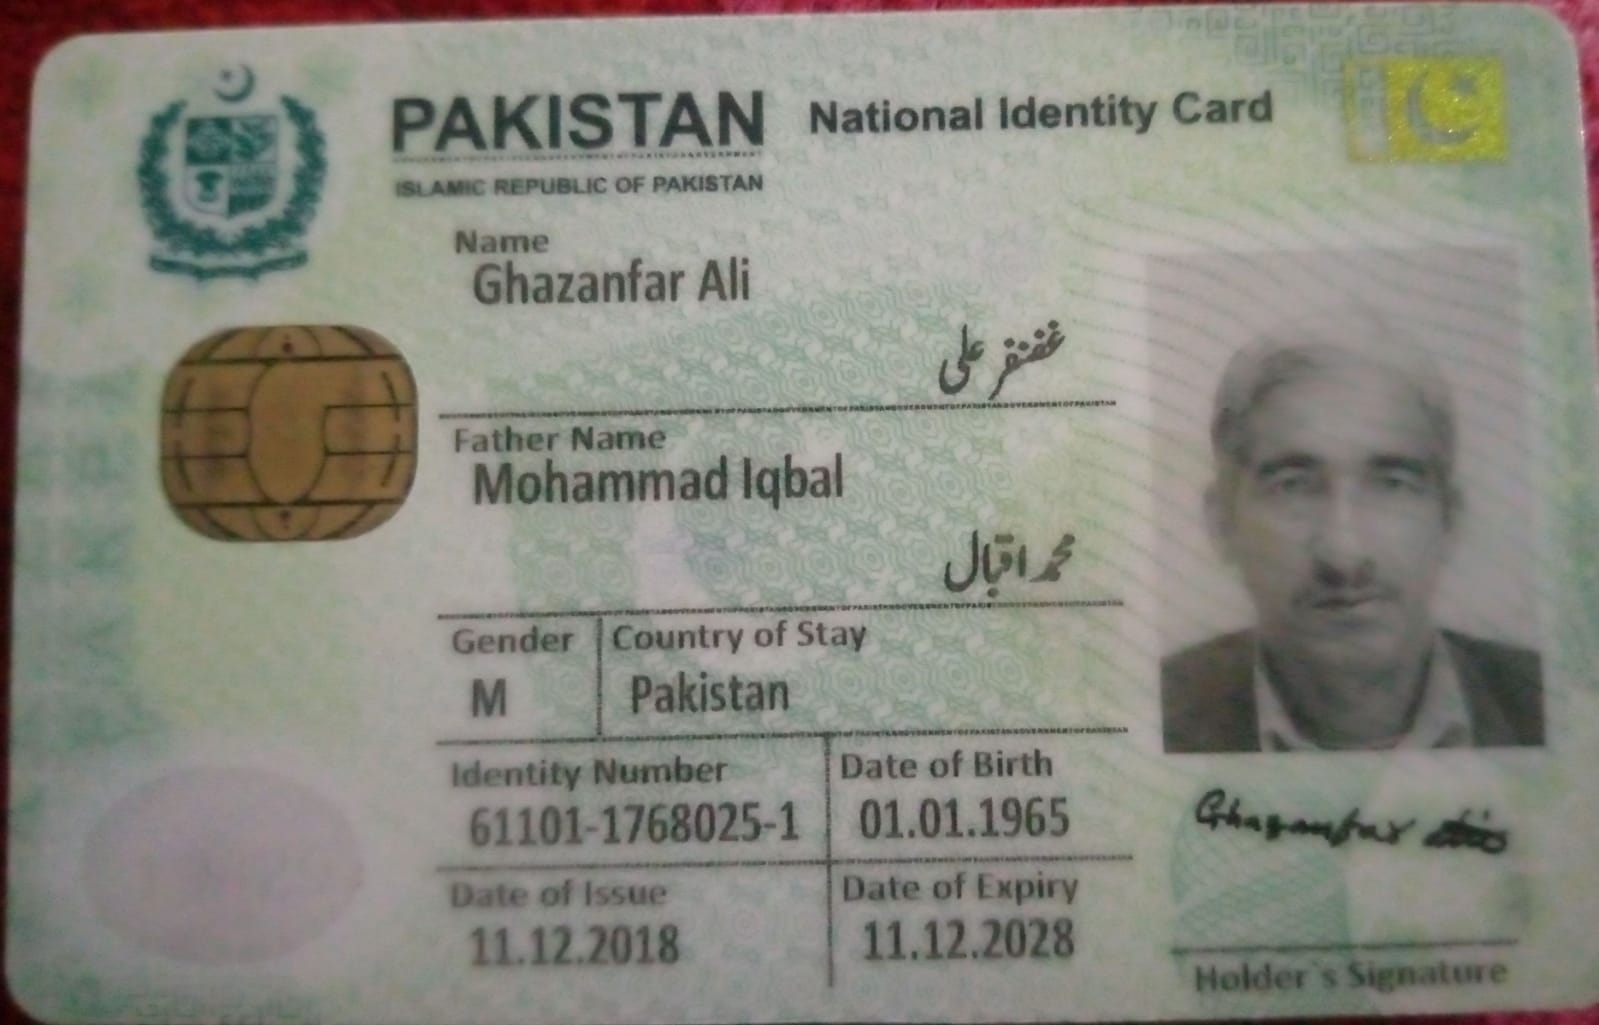 PAKISTAN National Identity Card
ISLAMIC REPUBLIC OF PAKISTAN
Name
Ghazanfar Ali
غضنفر علی
Father Name
Mohammad Iqbal
محمد اقبال
Gender Country of Stay
M Pakistan
Identity Number Date of Birth
61101-1768025-1 01.01.1965
Ghazanfar
Date of Issue Date of Expiry
11.12.2018 11.12.2028
Holder`s Signature